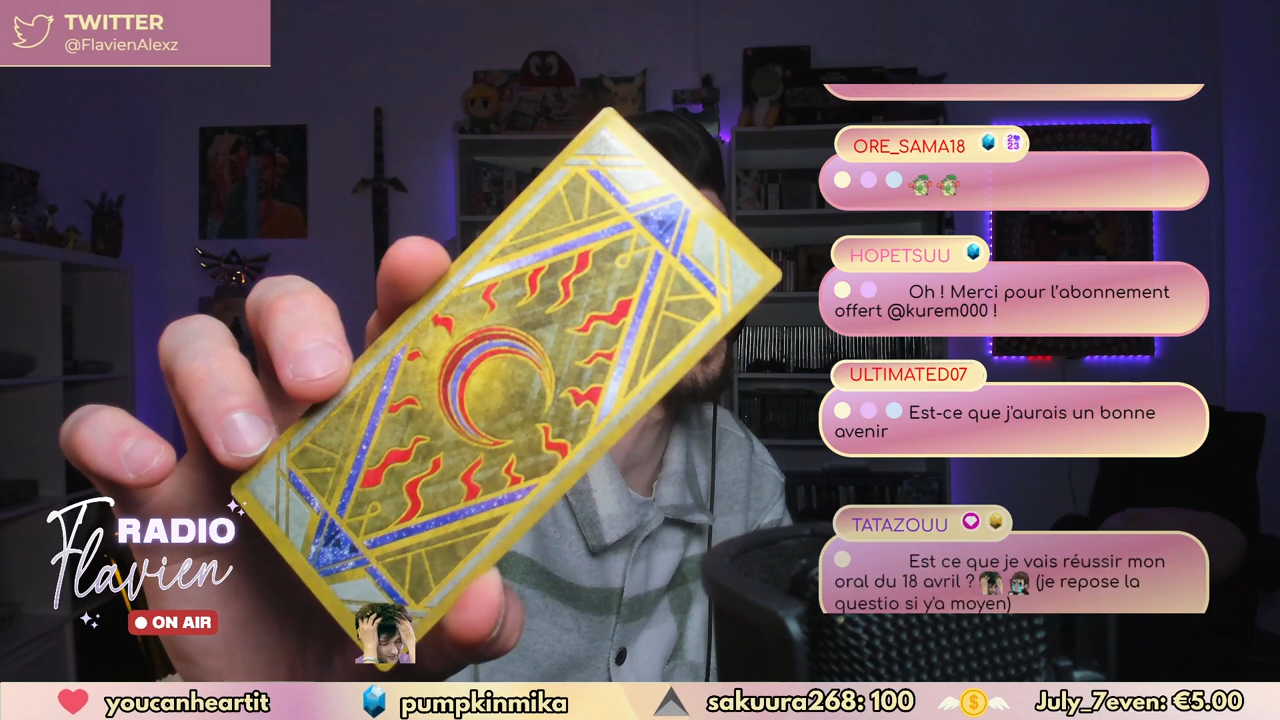 TWITTER
@FlavienAlexz
ORE_SAMA18
HOPETSUU
Oh ! Merci pour l'abonnement
offert @kurem000 !
ULTIMATED07
Est-ce que j'aurais un bonne
avenir
TATAZOUU
Est ce que je vais réussir mon
oral du 18 avril ? (je repose la
questio si y'a moyen)
RADIO
Flavien
ON AIR
youcanheartit
pumpkinmika
sakuura268: 100
July_7even: €5.00